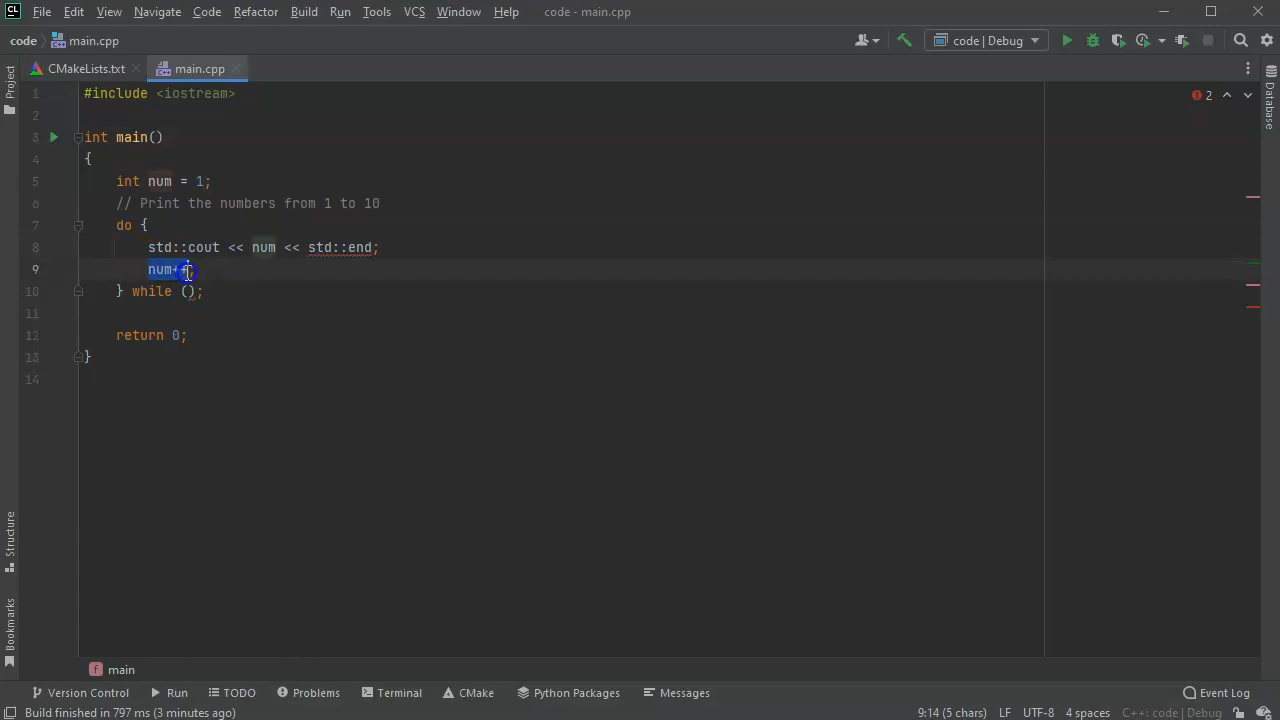 CL File Edit View Navigate Code Refactor Build Run Tools VCS Window Help code - main.cpp
code main.cpp code | Debug
CMakeLists.txt main.cpp
Project
Database
Structure
Bookmarks
1 #include <iostream>
2
3 int main()
4 {
5 int num = 1;
6 // Print the numbers from 1 to 10
7 do {
8 std::cout << num << std::end;
9 num++;
10 } while ();
11
12 return 0;
13 }
14
2
f main
Version Control Run TODO Problems Terminal CMake Python Packages Messages Event Log
Build finished in 797 ms (3 minutes ago) 9:14 (5 chars) LF UTF-8 4 spaces C++: code | Debug